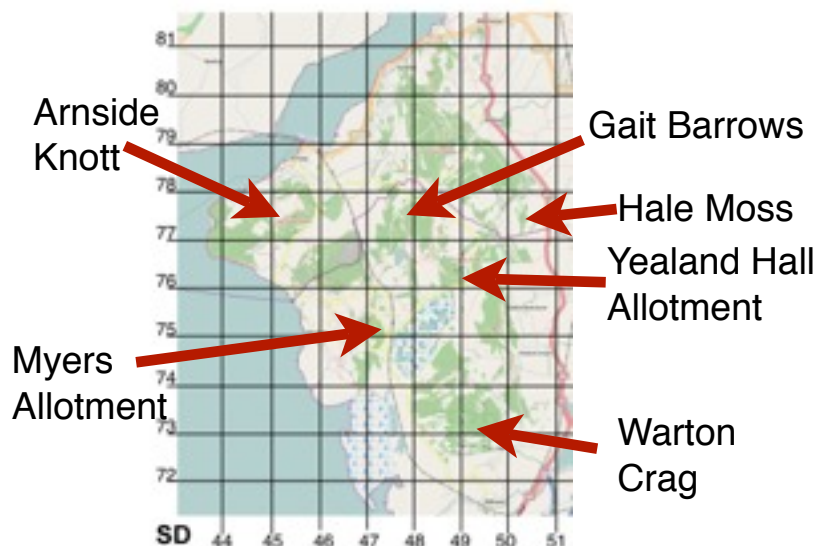 81
80
Arnside
Knott
79
Gait Barrows
78
Hale Moss
77
Yealand Hall
Allotment
76
75
Myers
Allotment
74
73
Warton
Crag
72
SD 44 45 46 47 48 49 50 51